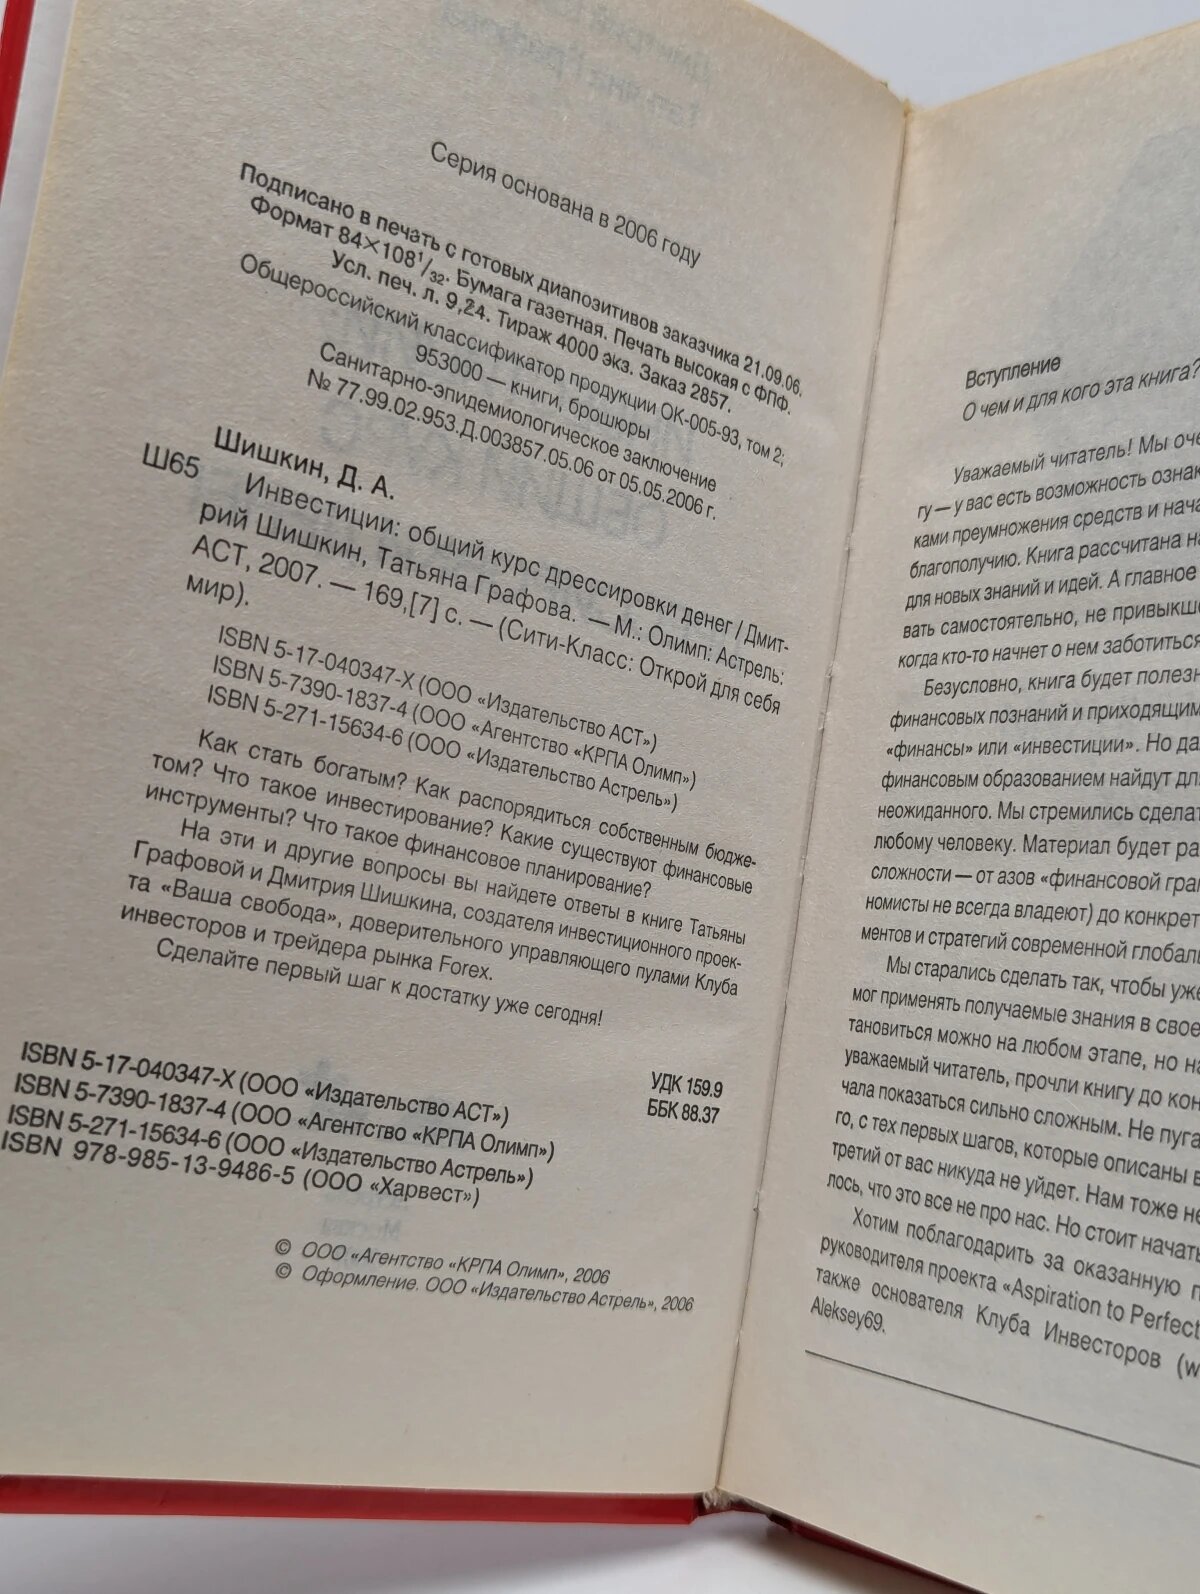 Серия основана в 2006 году
Подписано в печать с готовых диапозитивов заказчика 21.09.06.
Формат 84×108¹/₃₂. Бумага газетная. Печать высокая с ФПФ.
Усл. печ. л. 9,24. Тираж 4000 экз. Заказ 2857.
Общероссийский классификатор продукции ОК-005-93, том 2;
953000 — книги, брошюры
Санитарно-эпидемиологическое заключение
№ 77.99.02.953.Д.003857.05.06 от 05.05.2006 г.
Шишкин, Д. А.
Ш65 Инвестиции: общий курс дрессировки денег / Дмит-
рий Шишкин, Татьяна Графова. — М.: Олимп: Астрель:
АСТ, 2007. — 169,[7] с. — (Сити-Класс: Открой для себя
мир).
ISBN 5-17-040347-X (ООО «Издательство АСТ»)
ISBN 5-7390-1837-4 (ООО «Агентство «КРПА Олимп»)
ISBN 5-271-15634-6 (ООО «Издательство Астрель»)
Как стать богатым? Как распорядиться собственным бюдже-
том? Что такое инвестирование? Какие существуют финансовые
инструменты? Что такое финансовое планирование?
На эти и другие вопросы вы найдете ответы в книге Татьяны
Графовой и Дмитрия Шишкина, создателя инвестиционного проек-
та «Ваша свобода», доверительного управляющего пулами Клуба
инвесторов и трейдера рынка Forex.
Сделайте первый шаг к достатку уже сегодня!
УДК 159.9
ББК 88.37
ISBN 5-17-040347-X (ООО «Издательство АСТ»)
ISBN 5-7390-1837-4 (ООО «Агентство «КРПА Олимп»)
ISBN 5-271-15634-6 (ООО «Издательство Астрель»)
ISBN 978-985-13-9486-5 (ООО «Харвест»)
© ООО «Агентство «КРПА Олимп», 2006
© Оформление. ООО «Издательство Астрель», 2006
Вступление
О чем и для кого эта книга?
Уважаемый читатель! Мы оче
гу — у вас есть возможность ознак
ками преумножения средств и нача
благополучию. Книга рассчитана на
для новых знаний и идей. А главное
вать самостоятельно, не привыкш
когда кто-то начнет о нем заботиться
Безусловно, книга будет полезн
финансовых познаний и приходящим
«финансы» или «инвестиции». Но да
финансовым образованием найдут дл
неожиданного. Мы стремились сделат
любому человеку. Материал будет ра
сложности — от азов «финансовой гра
номисты не всегда владеют) до конкрет
ментов и стратегий современной глобаль
Мы старались сделать так, чтобы уже
мог применять получаемые знания в свое
тановиться можно на любом этапе, но на
уважаемый читатель, прочли книгу до кон
чала показаться сильно сложным. Не пуга
го, с тех первых шагов, которые описаны в
третий от вас никуда не уйдет. Нам тоже не
лось, что это все не про нас. Но стоит начать
Хотим поблагодарить за оказанную п
руководителя проекта «Aspiration to Perfect
также основателя Клуба Инвесторов (w
Aleksey69.